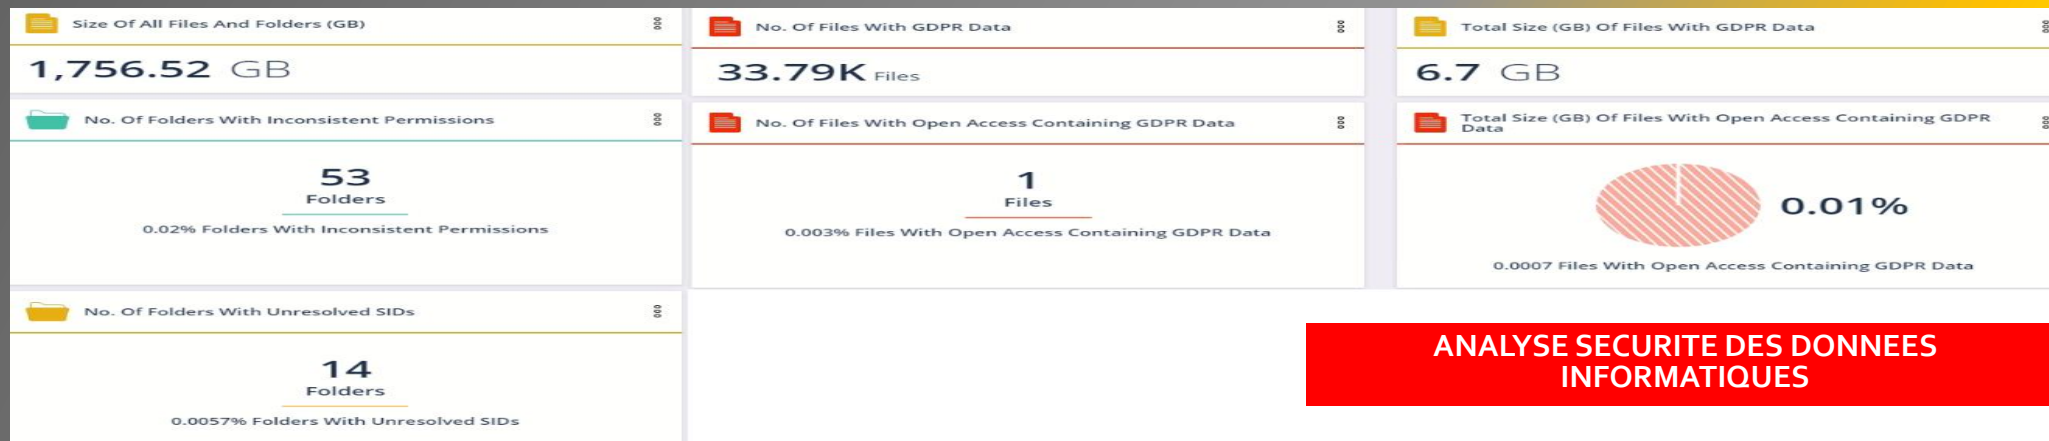 Size Of All Files And Folders (GB)
1,756.52 GB
No. Of Files With GDPR Data
33.79K Files
Total Size (GB) Of Files With GDPR Data
6.7 GB
No. Of Folders With Inconsistent Permissions
53
Folders
0.02% Folders With Inconsistent Permissions
No. Of Files With Open Access Containing GDPR Data
1
Files
0.003% Files With Open Access Containing GDPR Data
Total Size (GB) Of Files With Open Access Containing GDPR
Data
0.01%
0.0007 Files With Open Access Containing GDPR Data
No. Of Folders With Unresolved SIDs
14
Folders
0.0057% Folders With Unresolved SIDs
ANALYSE SECURITE DES DONNEES
INFORMATIQUES